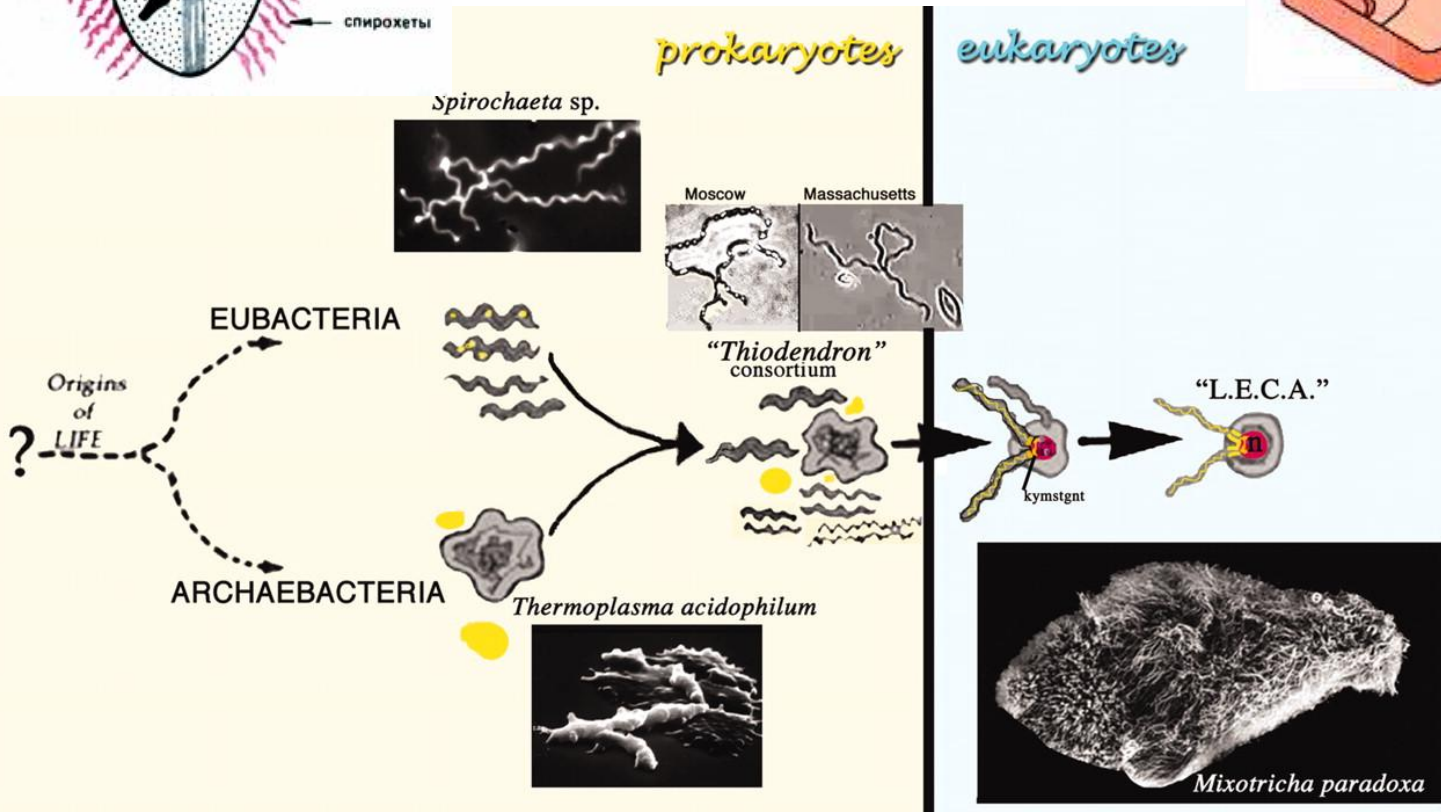 спирохеты
prokaryotes
eukaryotes
Spirochaeta sp.
Moscow
Massachusetts
EUBACTERIA
"Thiodendron"
consortium
Origins
of
LIFE
?
"L.E.C.A."
n
kymstgnt
ARCHAEBACTERIA
Thermoplasma acidophilum
Mixotricha paradoxa